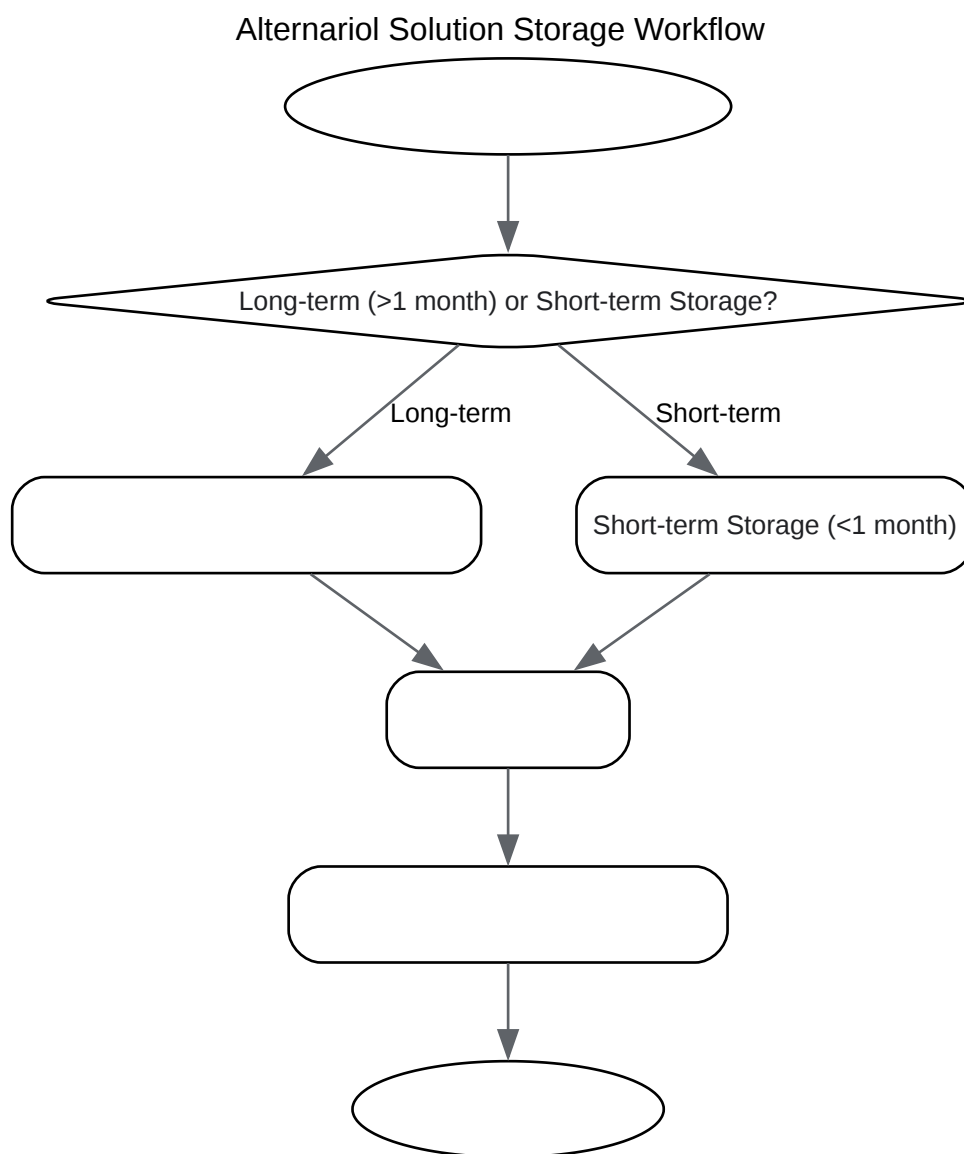 Alternariol Solution Storage Workflow
Long-term (>1 month) or Short-term Storage?
Long-term
Short-term
Short-term Storage (<1 month)